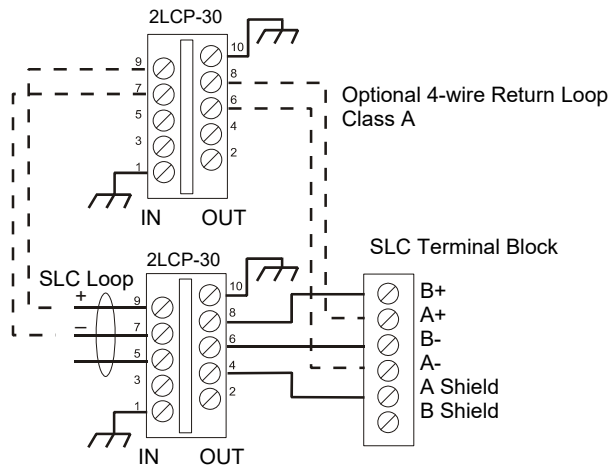 2LCP-30
10
9
8
7
6
5
4
3
2
1
IN OUT
Optional 4-wire Return Loop
Class A
SLC Terminal Block
2LCP-30
SLC Loop
+
–
10
9
8
7
6
5
4
3
2
1
IN OUT
B+
A+
B-
A-
A Shield
B Shield